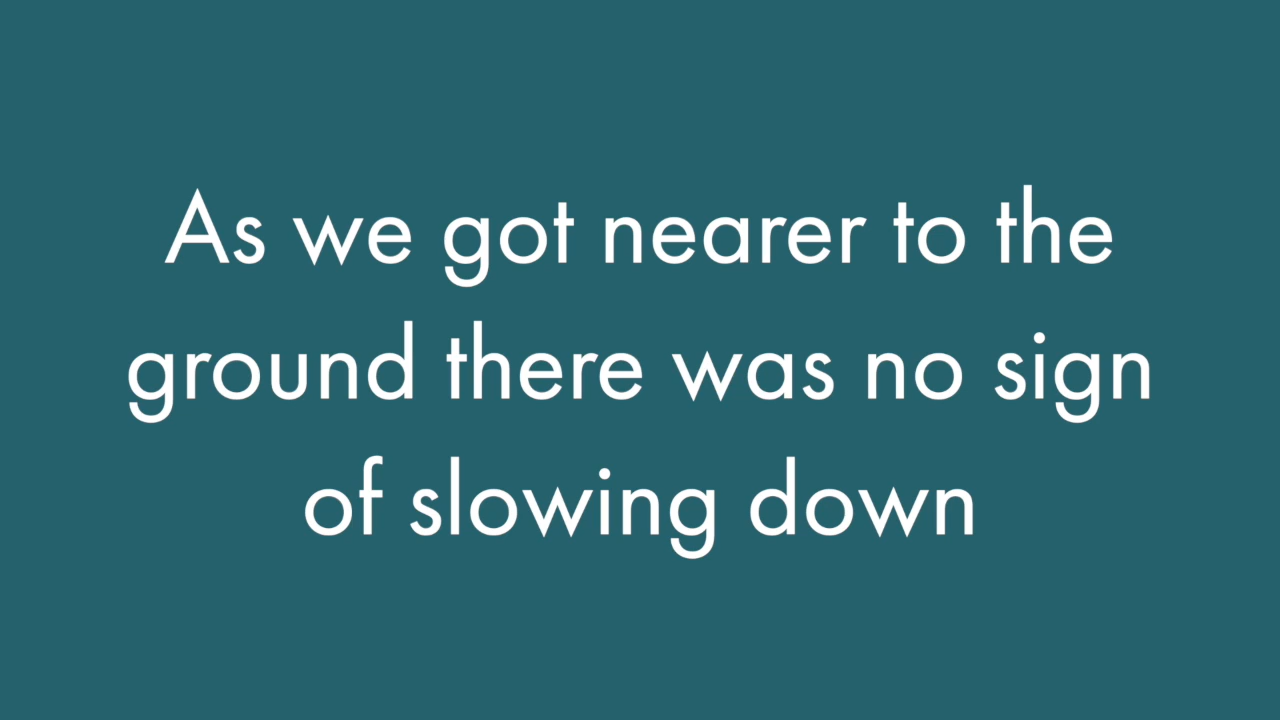 As we got nearer to the
ground there was no sign
of slowing down